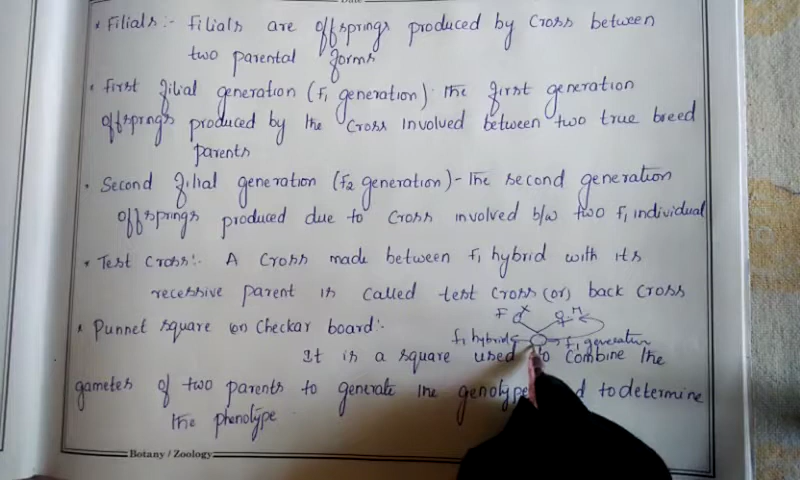 * Filials :- Filials are offsprings produced by cross between
two parental forms
* First filial generation (F1 generation) - The first generation
offsprings produced by the cross involved between two true breed
parents
* Second filial generation (F2 generation) - The second generation
offsprings produced due to cross involved b/w two F1 individual
* Test cross:- A cross made between F1 hybrid with its
recessive parent is called test cross (or) back cross
* Punnet square (or) Checkar board:-
F ♂ x ♀ M
F1 hybrid F1 generation
It is a square used to combine the
gametes of two parents to generate the genotype to determine
the phenotype
Botany / Zoology